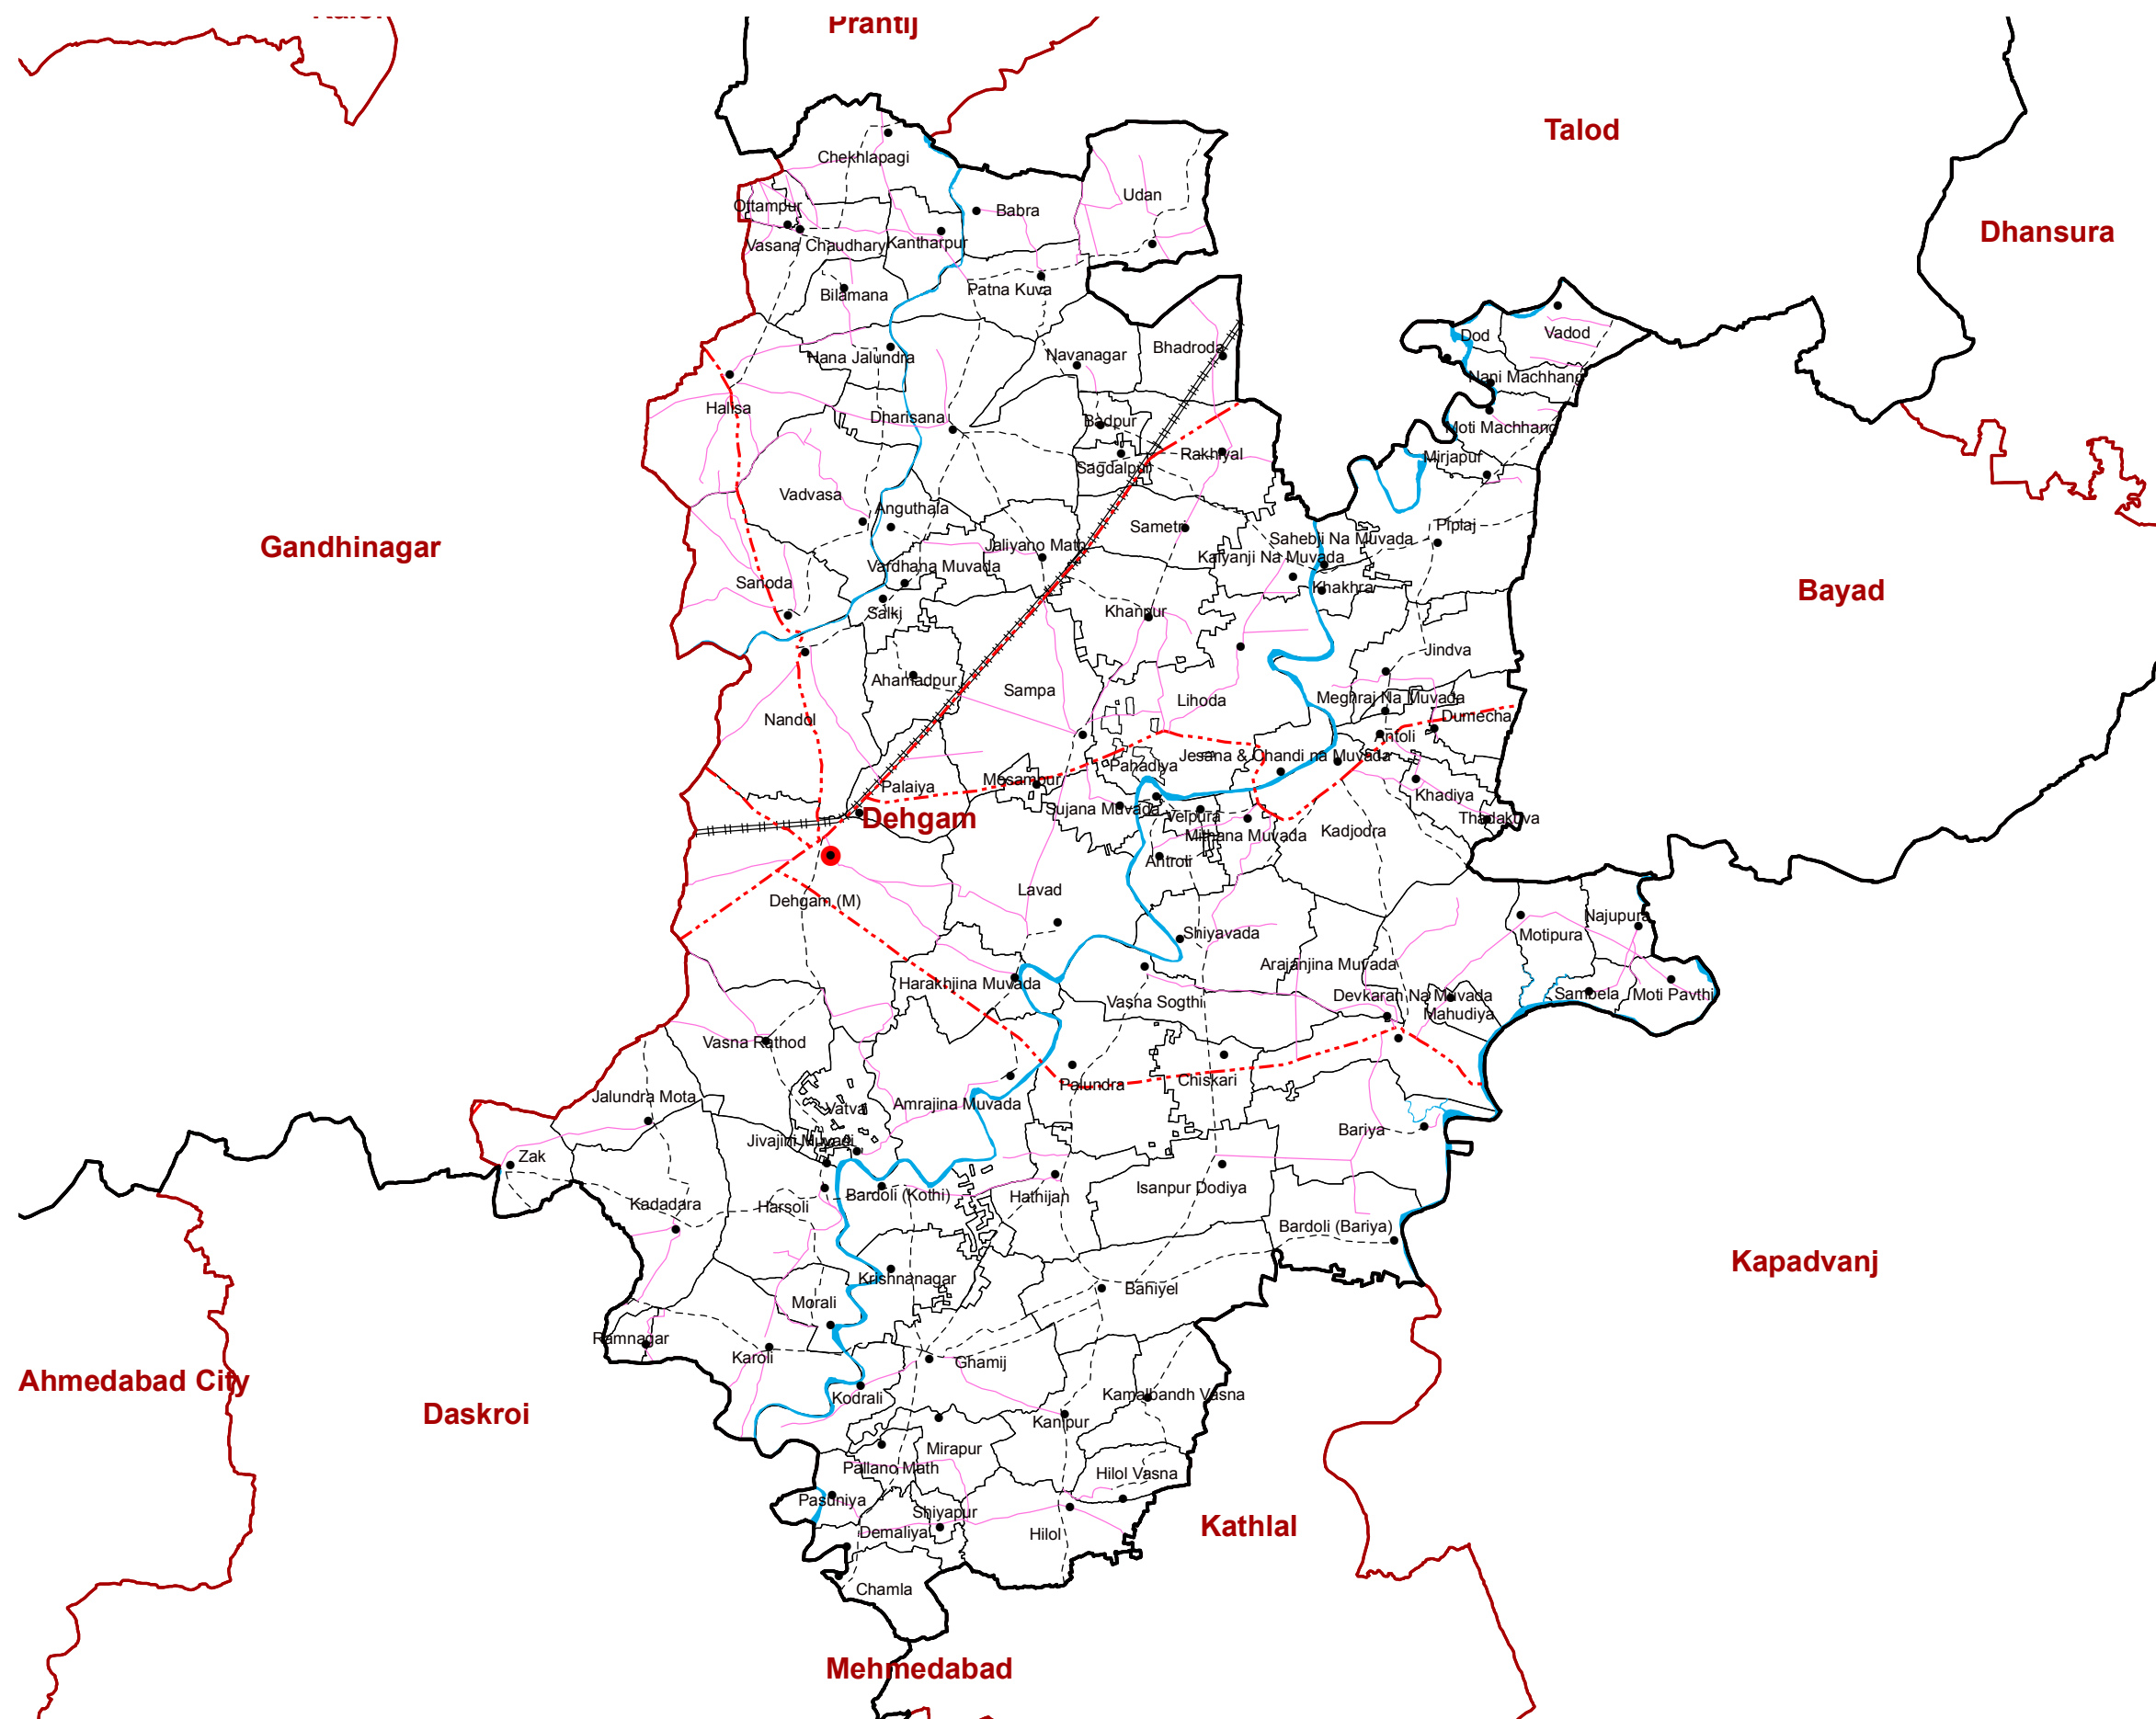 Prantij
Talod
Chekhlapagi
Udan
Ottampur
Babra
Dhansura
Vasana Chaudhary
Kantharpur
Patna Kuva
Bilamana
Dod
Vadod
Nana Jalundra
Navanagar
Bhadroda
Nani Machhang
Halisa
Dharisana
Badpur
Moti Machhang
Sagdalpur
Rakhiyal
Mirjapur
Vadvasa
Anguthala
Sametri
Piplaj
Gandhinagar
Jaliyano Math
Sahebji Na Muvada
Kalyanji Na Muvada
Vardhana Muvada
Sanoda
Khakhra
Bayad
Salki
Khanpur
Jindva
Ahamadpur
Sampa
Lihoda
Meghraj Na Muvada
Nandol
Dumecha
Antoli
Jesana & Chandi na Muvada
Pahadiya
Mosampur
Palaiya
Khadiya
Sujana Muvada
Velpura
Thadakuva
Dehgam
Mithana Muvada
Kadjodra
Antroli
Lavad
Dehgam (M)
Najupura
Shiyavada
Motipura
Arajanjina Muvada
Harakhjina Muvada
Vasna Sogthi
Devkaran Na Muvada
Sambela
Moti Pavthi
Mahudiya
Vasna Rathod
Palundra
Chiskari
Jalundra Mota
Vatva
Amrajina Muvada
Jivajini Muvadi
Bariya
Zak
Isanpur Dodiya
Bardoli (Kothi)
Hathijan
Kadadara
Harsoli
Bardoli (Bariya)
Kapadvanj
Krishnanagar
Bahiyel
Morali
Ramnagar
Karoli
Ghamij
Ahmedabad City
Kodrali
Kamalbandh Vasna
Daskroi
Kanipur
Mirapur
Pallano Math
Hilol Vasna
Pasuniya
Shiyapur
Demaliya
Hilol
Kathlal
Chamla
Mehmedabad